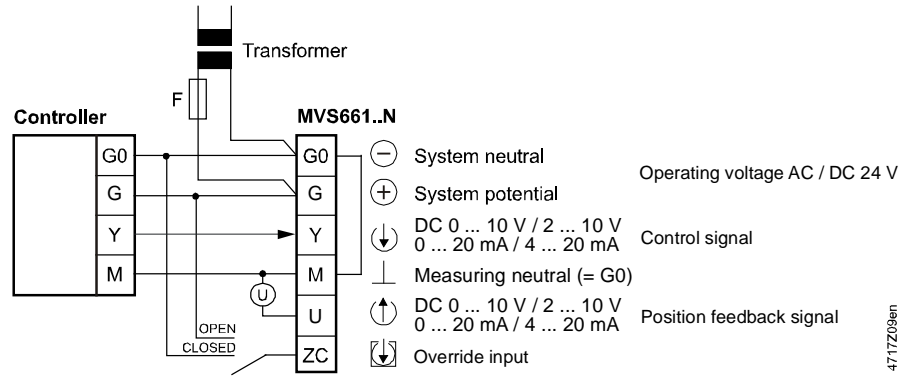 Transformer
F
Controller
MVS661..N
G0
G0
System neutral
Operating voltage AC / DC 24 V
G
G
System potential
Y
Y
DC 0 ... 10 V / 2 ... 10 V
0 ... 20 mA / 4 ... 20 mA
Control signal
M
M
Measuring neutral (= G0)
U
U
DC 0 ... 10 V / 2 ... 10 V
0 ... 20 mA / 4 ... 20 mA
Position feedback signal
OPEN
CLOSED
ZC
Override input
4717Z09en